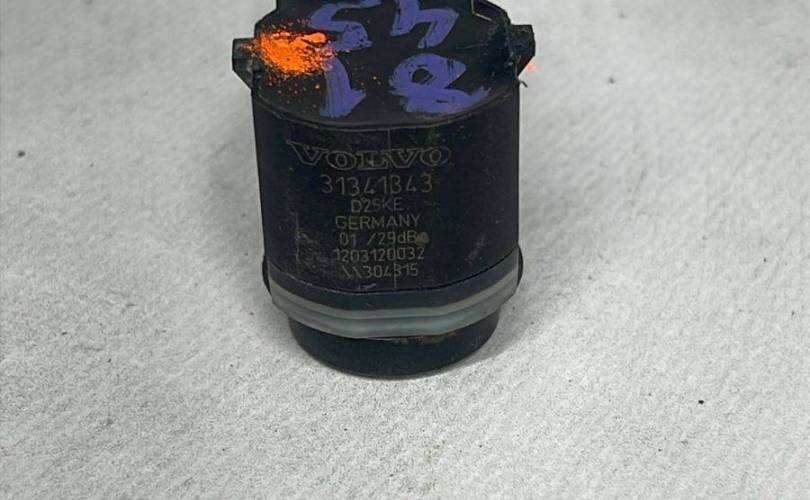 VOLVO
31341343
D25KE
GERMANY
01 /29dB
1203120032
\\304315